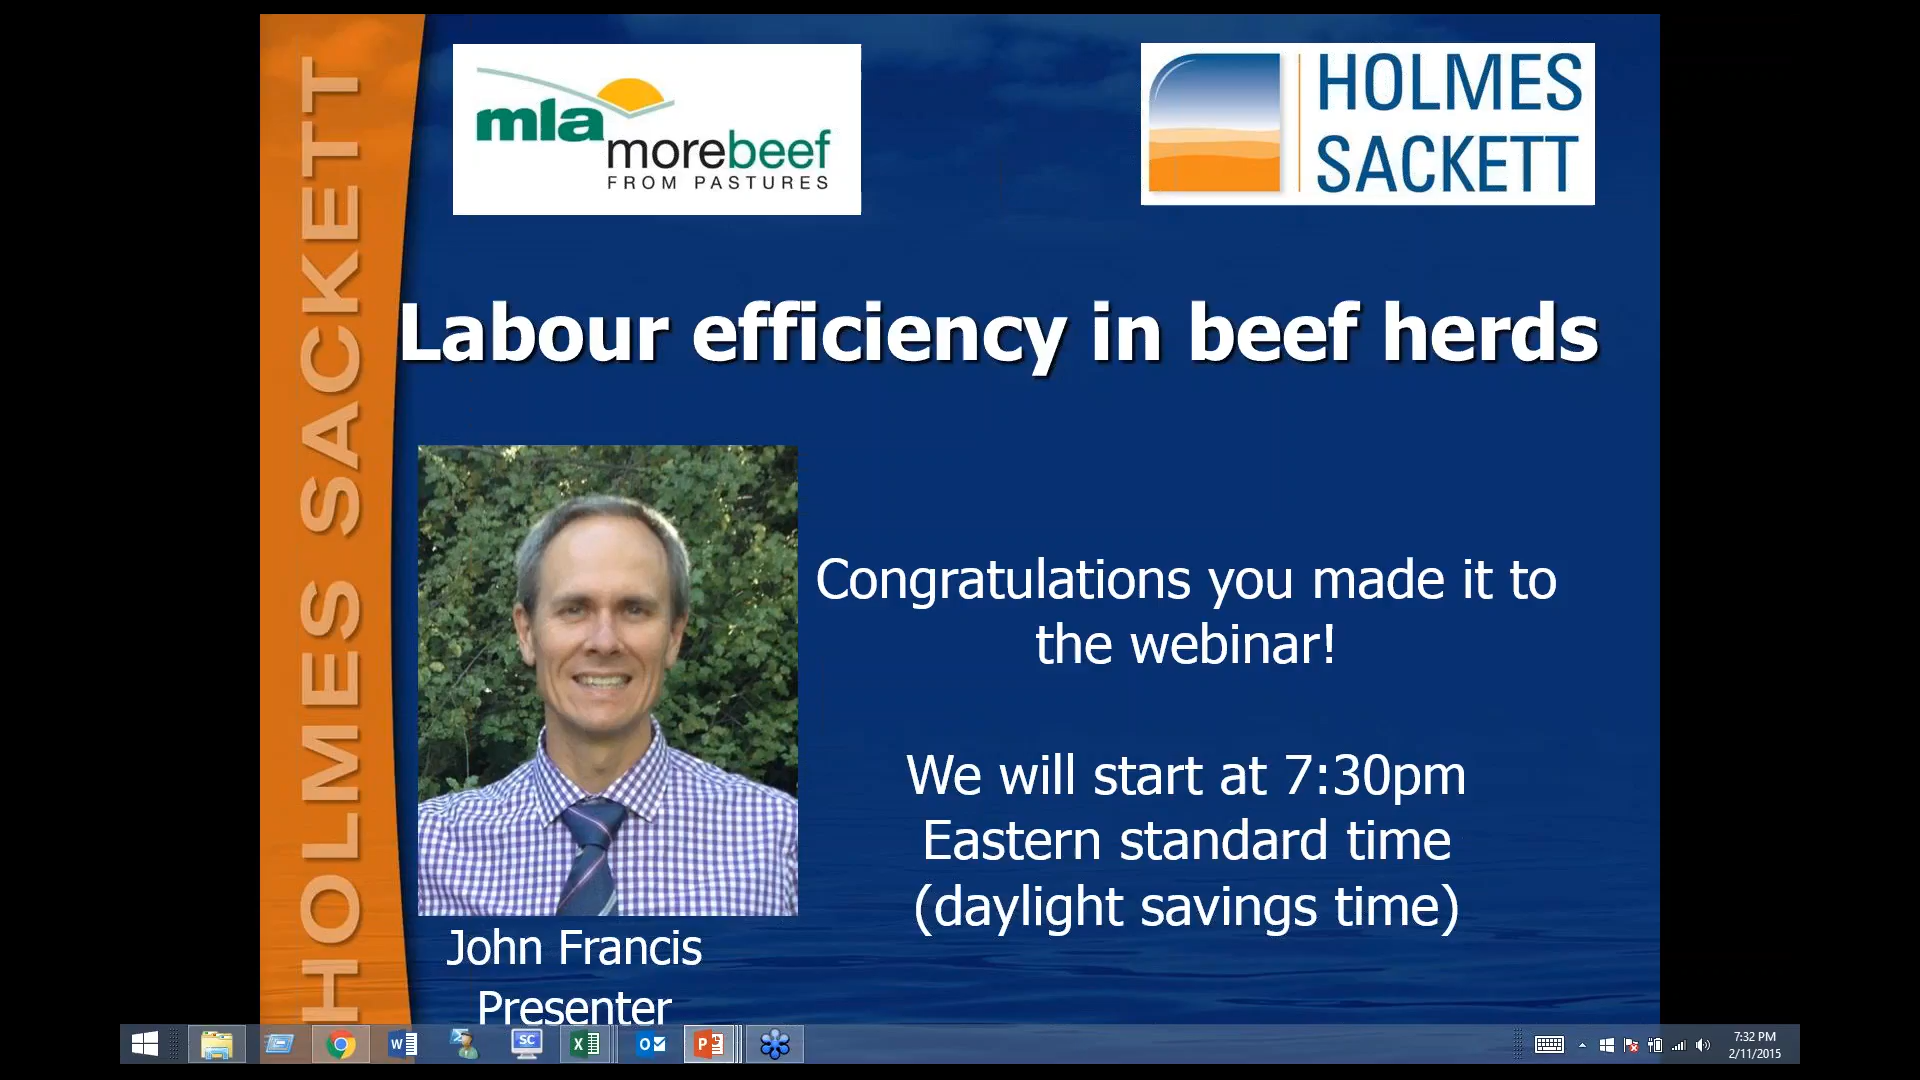 HOLMES SACKETT
mla
morebeef
FROM PASTURES
HOLMES
SACKETT
Labour efficiency in beef herds
Congratulations you made it to
the webinar!
We will start at 7:30pm
Eastern standard time
(daylight savings time)
John Francis
Presenter
SC
7:32 PM
2/11/2015